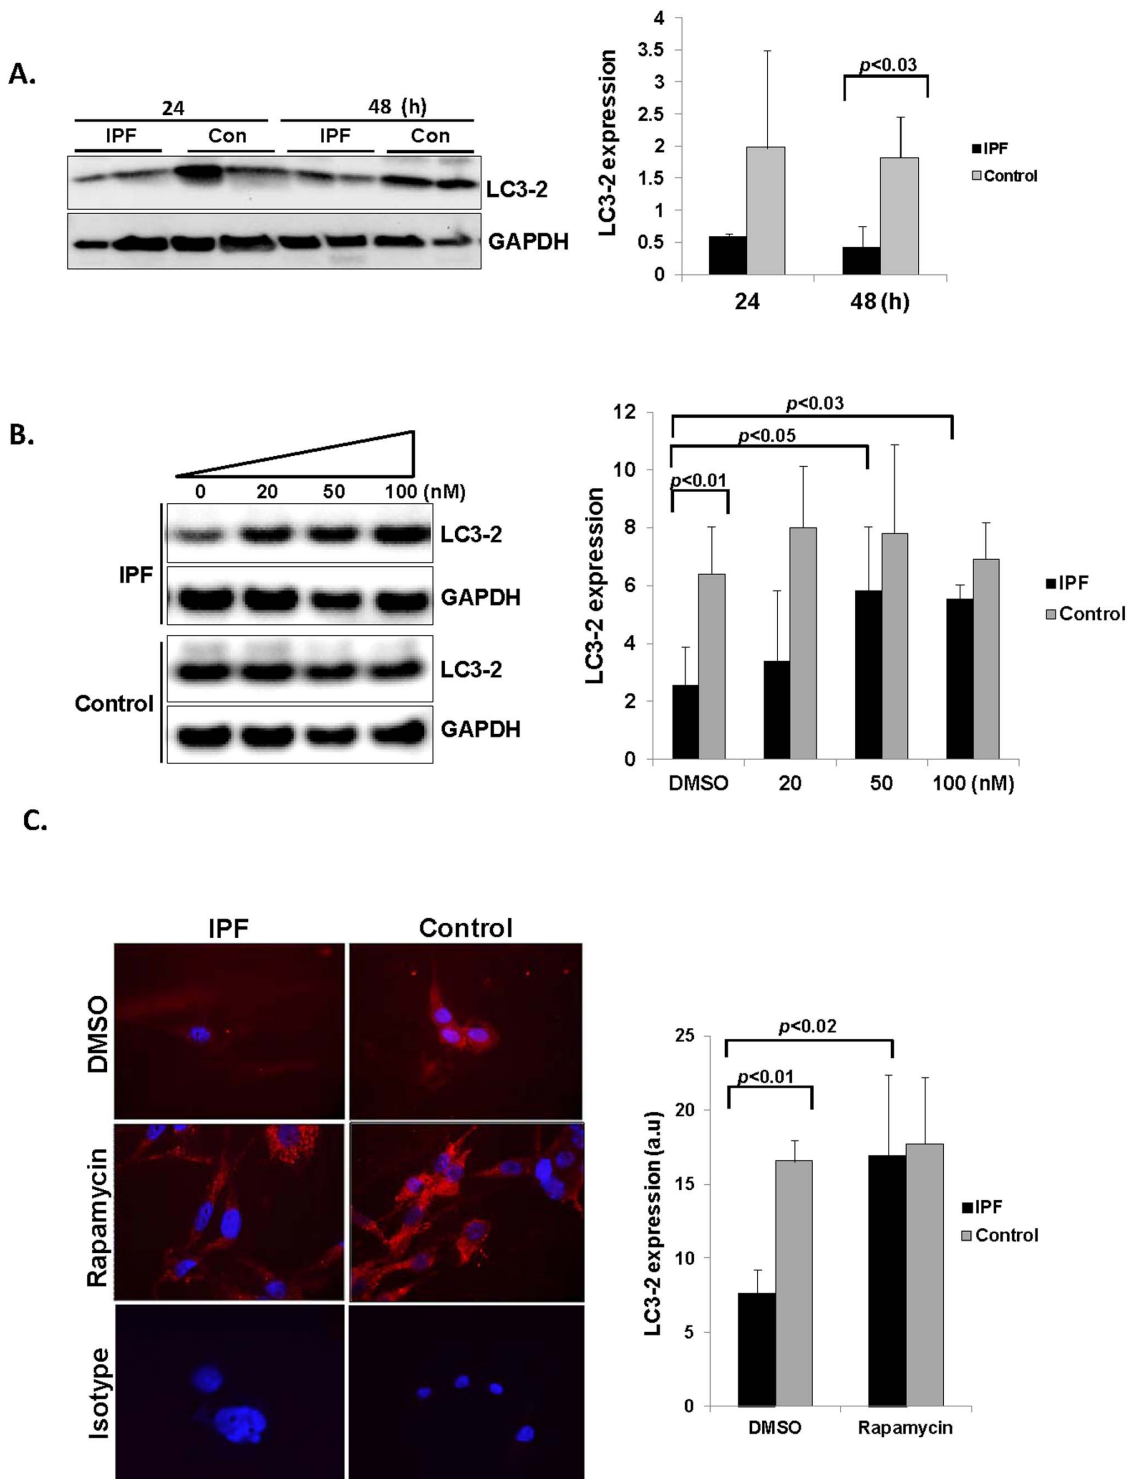 A.
24 48 (h)
IPF Con IPF Con
LC3-2
GAPDH
LC3-2 expression
4
3.5
3
2.5
2
1.5
1
0.5
0
p<0.03
IPF
Control
24 48 (h)
B.
0 20 50 100 (nM)
IPF
LC3-2
GAPDH
Control
LC3-2
GAPDH
LC3-2 expression
12
10
8
6
4
2
0
p<0.03
p<0.05
p<0.01
IPF
Control
DMSO 20 50 100 (nM)
C.
IPF Control
DMSO
Rapamycin
Isotype
LC3-2 expression (a.u)
25
20
15
10
5
0
p<0.02
p<0.01
IPF
Control
DMSO Rapamycin